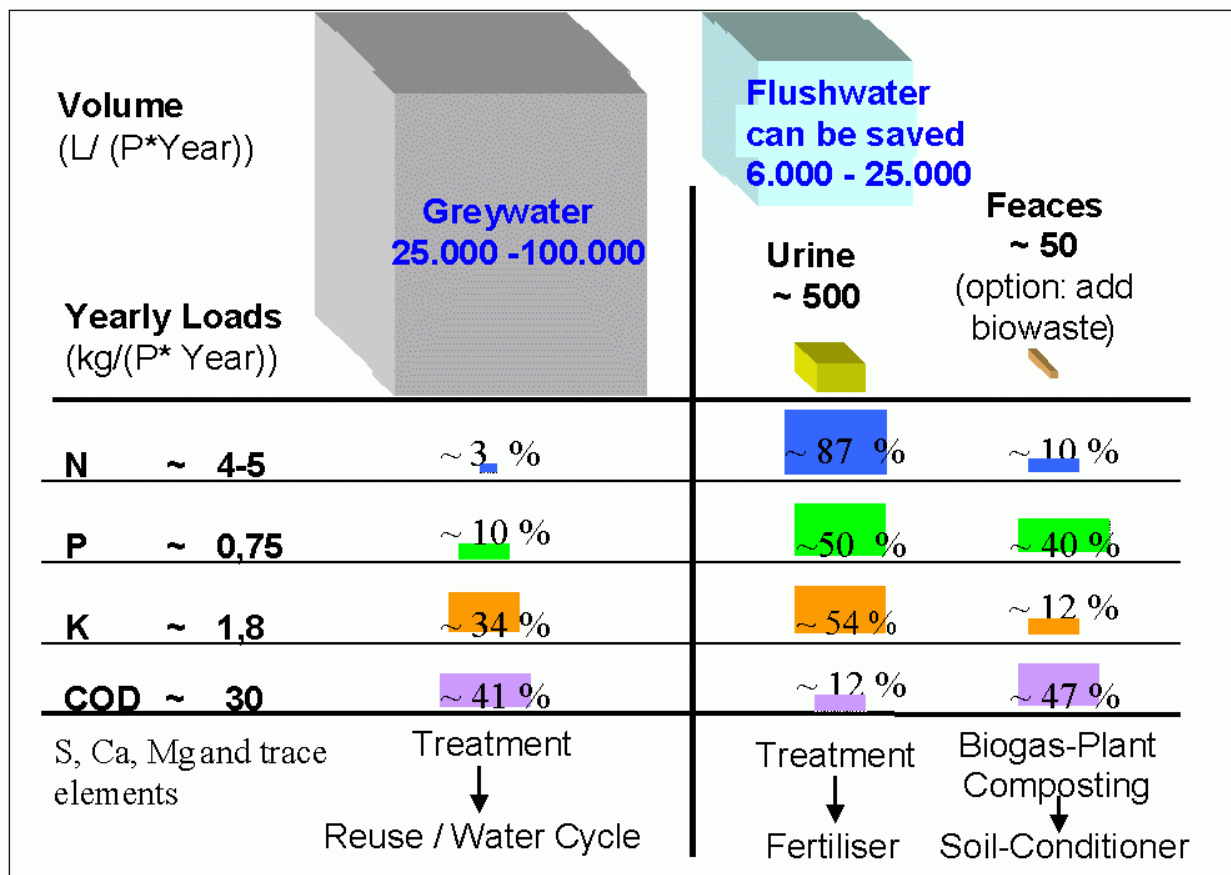 Volume
(L/ (P*Year))
Greywater
25.000 -100.000
Flushwater
can be saved
6.000 - 25.000
Urine
~ 500
Feaces
~ 50
(option: add
biowaste)
Yearly Loads
(kg/(P* Year))
N ~ 4-5 ~ 3 % ~ 87 % ~ 10 %
P ~ 0,75 ~ 10 % ~50 % ~ 40 %
K ~ 1,8 ~ 34 % ~ 54 % ~ 12 %
COD ~ 30 ~ 41 % ~ 12 % ~ 47 %
S, Ca, Mg and trace
elements
Treatment
Reuse / Water Cycle
Treatment
Fertiliser
Biogas-Plant
Composting
Soil-Conditioner